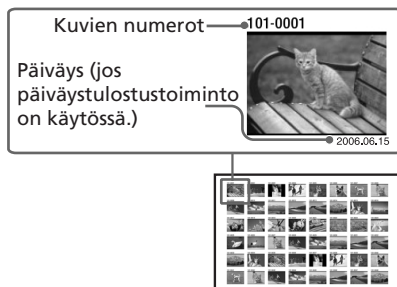 Kuvien numerot
101-0001
Päiväys (jos
päiväystulostustoiminto
on käytössä.)
2006.06.15